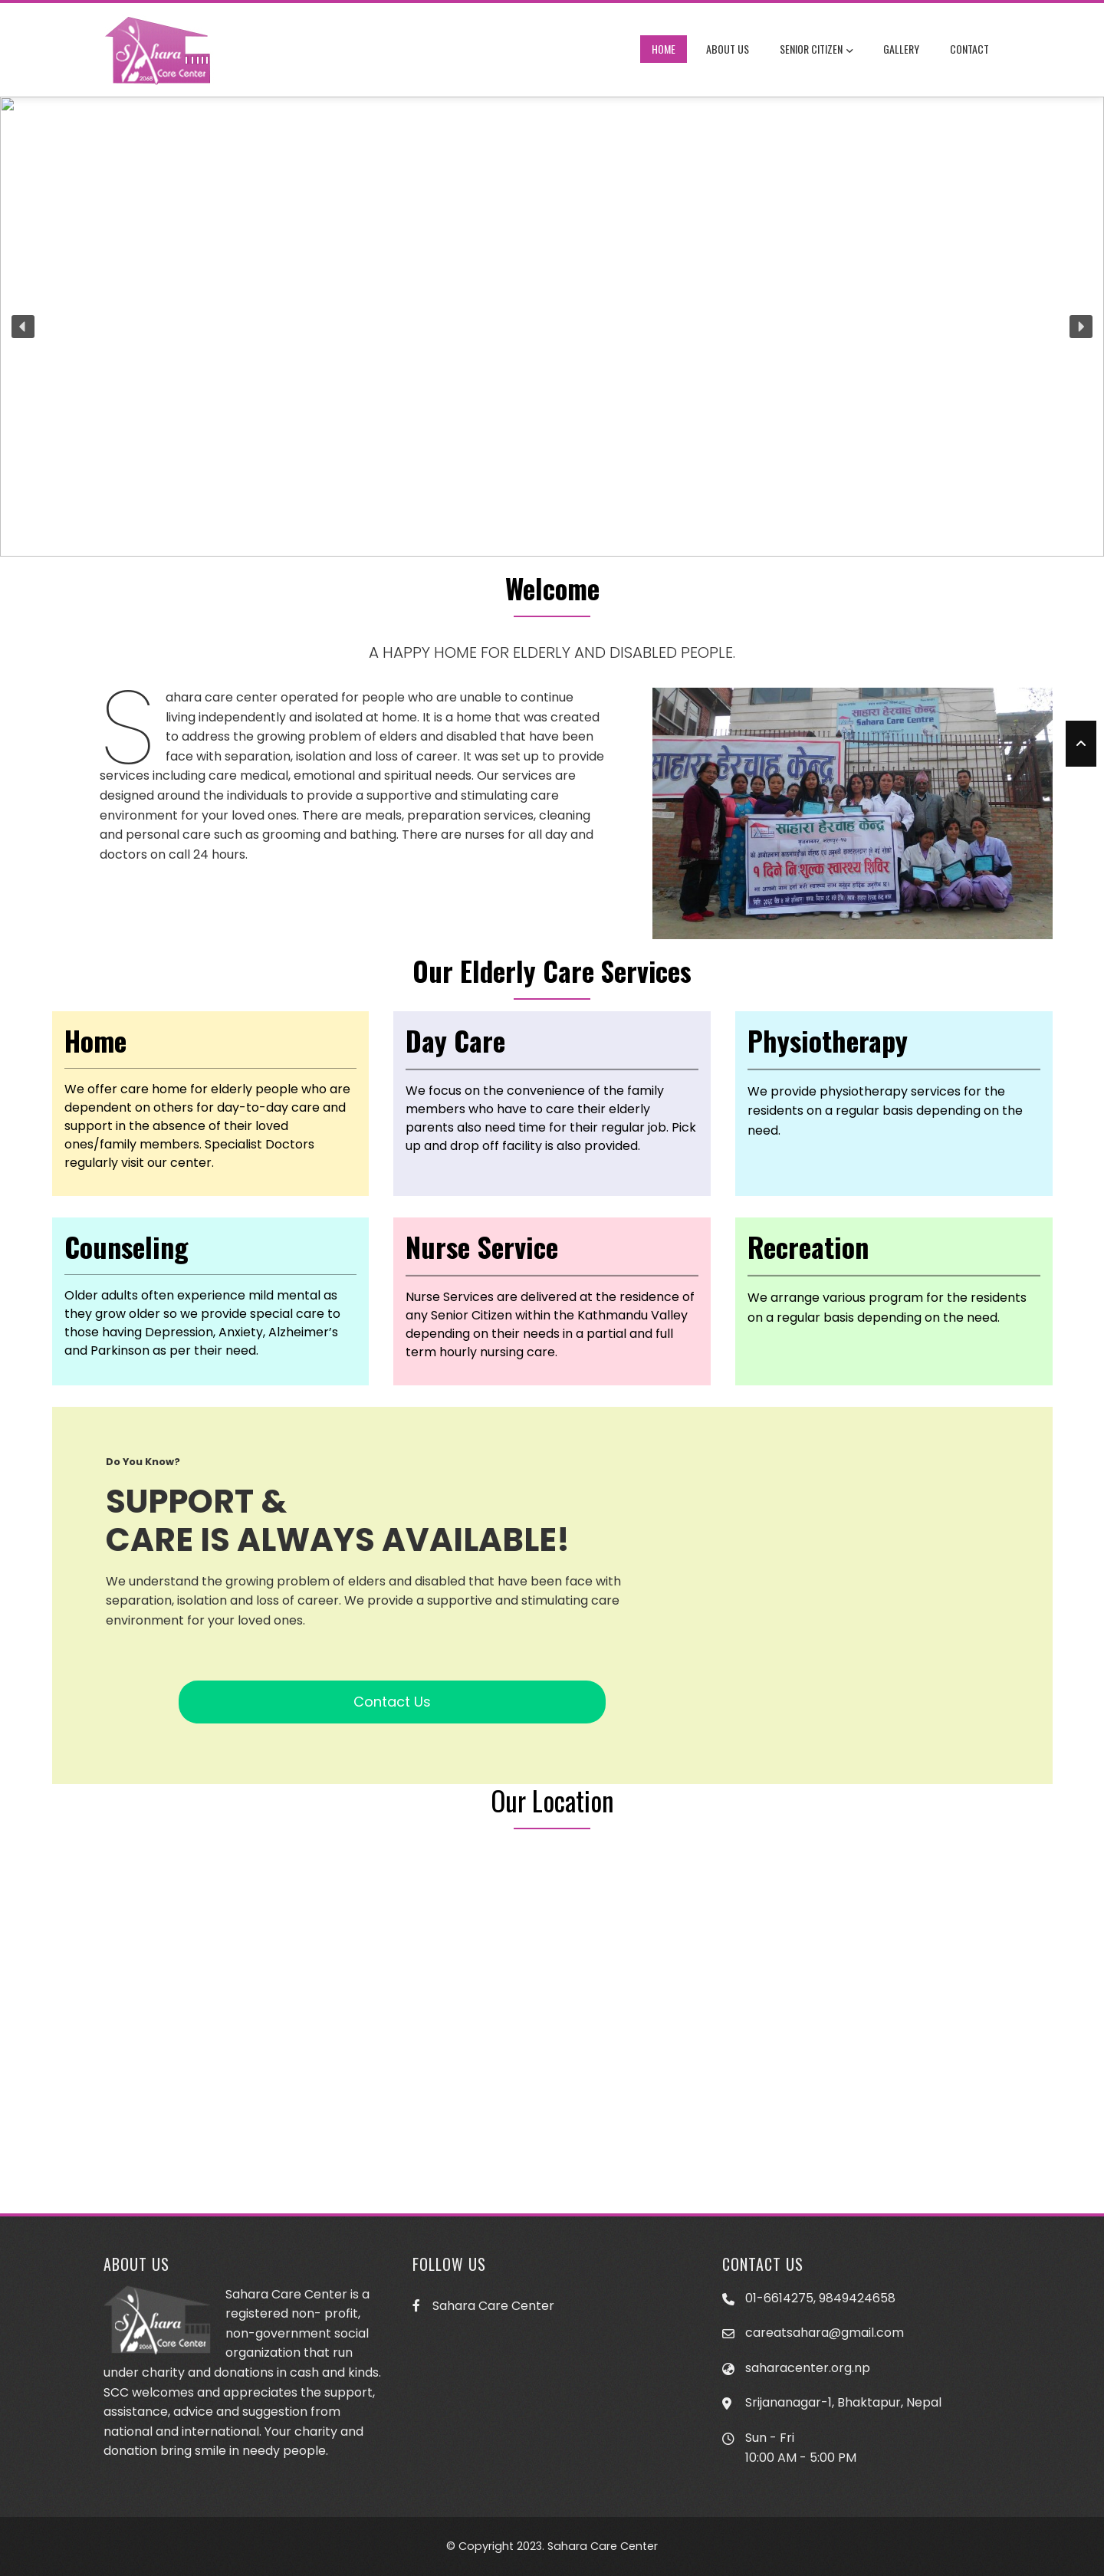 Sahara
2068 Care Center
HOME
ABOUT US
SENIOR CITIZEN
GALLERY
CONTACT
Welcome
A HAPPY HOME FOR ELDERLY AND DISABLED PEOPLE.
Sahara care center operated for people who are unable to continue
living independently and isolated at home. It is a home that was created
to address the growing problem of elders and disabled that have been
face with separation, isolation and loss of career. It was set up to provide
services including care medical, emotional and spiritual needs. Our services are
designed around the individuals to provide a supportive and stimulating care
environment for your loved ones. There are meals, preparation services, cleaning
and personal care such as grooming and bathing. There are nurses for all day and
doctors on call 24 hours.
साहारा हेरचाह केन्द्र
Sahara Care Centre
साहारा हेरचाह केन्द्र
साहारा हेरचाह केन्द्र
१ दिने नि:शुल्क स्वास्थ्य शिविर
Our Elderly Care Services
Home
We offer care home for elderly people who are
dependent on others for day-to-day care and
support in the absence of their loved
ones/family members. Specialist Doctors
regularly visit our center.
Day Care
We focus on the convenience of the family
members who have to care their elderly
parents also need time for their regular job. Pick
up and drop off facility is also provided.
Physiotherapy
We provide physiotherapy services for the
residents on a regular basis depending on the
need.
Counseling
Older adults often experience mild mental as
they grow older so we provide special care to
those having Depression, Anxiety, Alzheimer’s
and Parkinson as per their need.
Nurse Service
Nurse Services are delivered at the residence of
any Senior Citizen within the Kathmandu Valley
depending on their needs in a partial and full
term hourly nursing care.
Recreation
We arrange various program for the residents
on a regular basis depending on the need.
Do You Know?
SUPPORT &
CARE IS ALWAYS AVAILABLE!
We understand the growing problem of elders and disabled that have been face with
separation, isolation and loss of career. We provide a supportive and stimulating care
environment for your loved ones.
Contact Us
Our Location
ABOUT US
Sahara
2068 Care Center
Sahara Care Center is a
registered non- profit,
non-government social
organization that run
under charity and donations in cash and kinds.
SCC welcomes and appreciates the support,
assistance, advice and suggestion from
national and international. Your charity and
donation bring smile in needy people.
FOLLOW US
Sahara Care Center
CONTACT US
01-6614275, 9849424658
careatsahara@gmail.com
saharacenter.org.np
Srijananagar-1, Bhaktapur, Nepal
Sun - Fri
10:00 AM - 5:00 PM
© Copyright 2023. Sahara Care Center